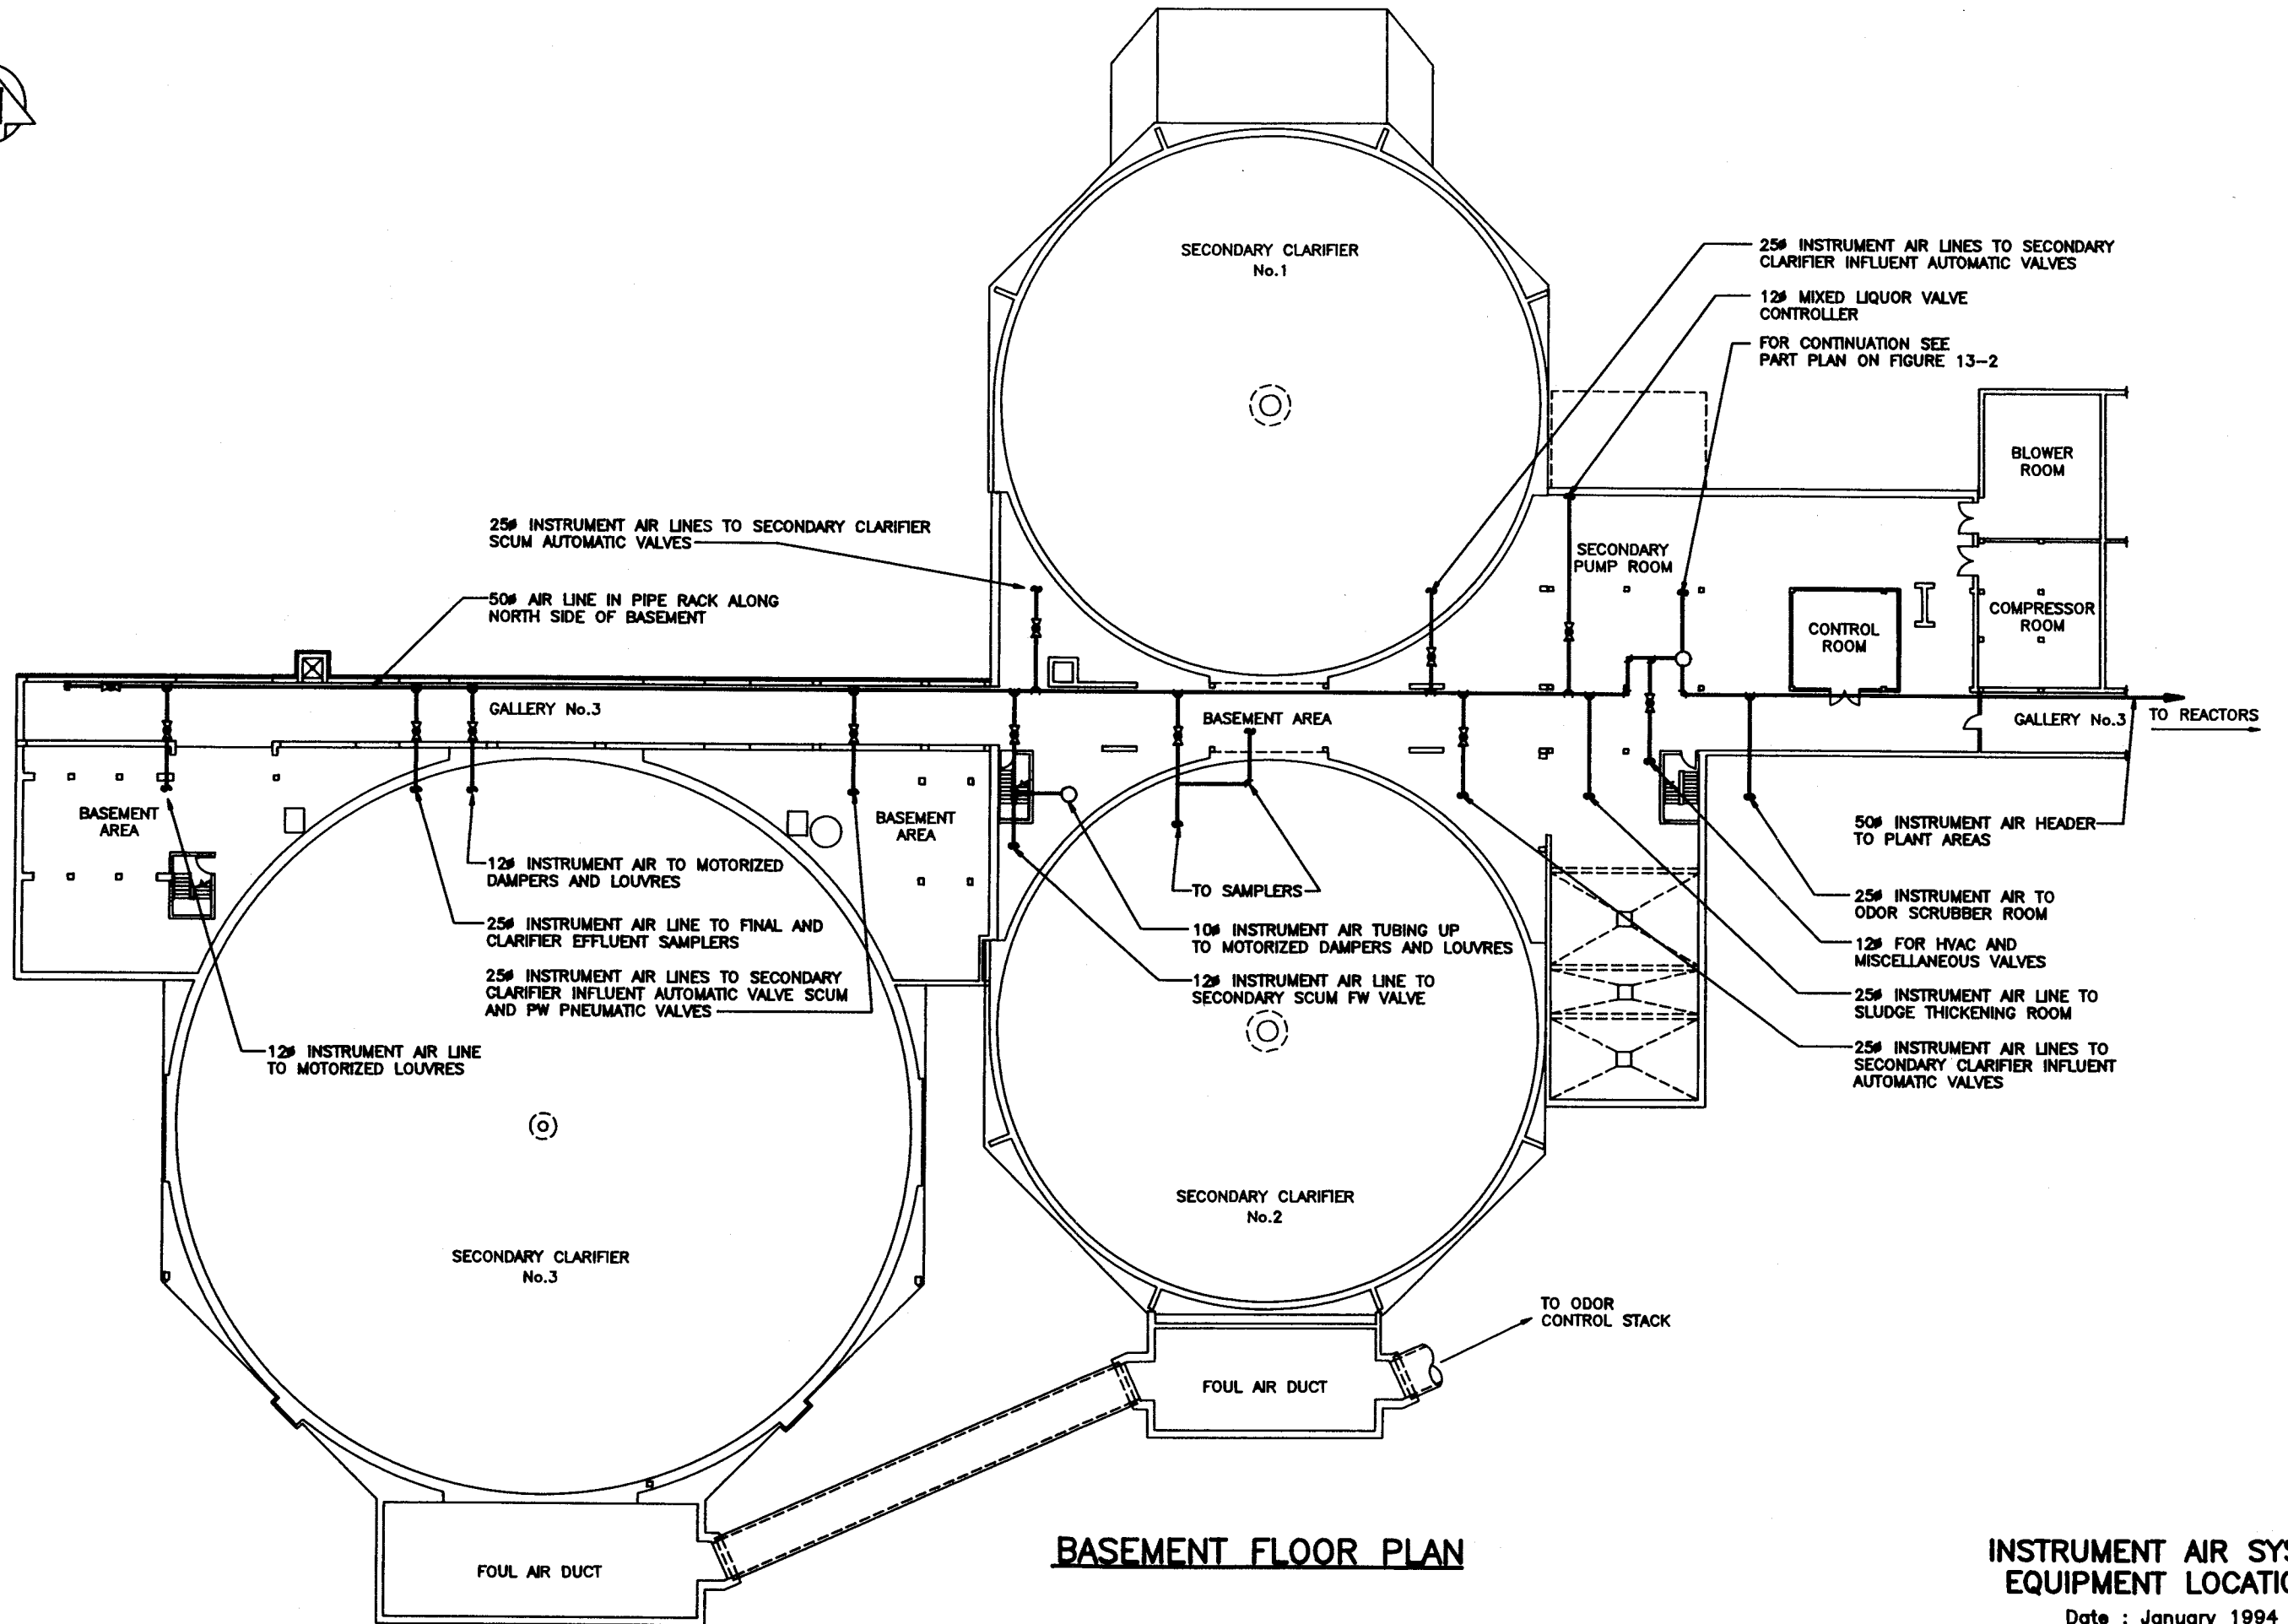 SECONDARY CLARIFIER
No.1
25ø INSTRUMENT AIR LINES TO SECONDARY
CLARIFIER INFLUENT AUTOMATIC VALVES
12ø MIXED LIQUOR VALVE
CONTROLLER
FOR CONTINUATION SEE
PART PLAN ON FIGURE 13-2
BLOWER
ROOM
25ø INSTRUMENT AIR LINES TO SECONDARY CLARIFIER
SCUM AUTOMATIC VALVES
SECONDARY
PUMP ROOM
50ø AIR LINE IN PIPE RACK ALONG
NORTH SIDE OF BASEMENT
CONTROL
ROOM
COMPRESSOR
ROOM
GALLERY No.3
BASEMENT AREA
GALLERY No.3
TO REACTORS
BASEMENT
AREA
BASEMENT
AREA
50ø INSTRUMENT AIR HEADER
TO PLANT AREAS
12ø INSTRUMENT AIR TO MOTORIZED
DAMPERS AND LOUVRES
TO SAMPLERS
25ø INSTRUMENT AIR TO
ODOR SCRUBBER ROOM
25ø INSTRUMENT AIR LINE TO FINAL AND
CLARIFIER EFFLUENT SAMPLERS
10ø INSTRUMENT AIR TUBING UP
TO MOTORIZED DAMPERS AND LOUVRES
12ø FOR HVAC AND
MISCELLANEOUS VALVES
25ø INSTRUMENT AIR LINES TO SECONDARY
CLARIFIER INFLUENT AUTOMATIC VALVE SCUM
AND PW PNEUMATIC VALVES
12ø INSTRUMENT AIR LINE TO
SECONDARY SCUM FW VALVE
25ø INSTRUMENT AIR LINE TO
SLUDGE THICKENING ROOM
12ø INSTRUMENT AIR LINE
TO MOTORIZED LOUVRES
25ø INSTRUMENT AIR LINES TO
SECONDARY CLARIFIER INFLUENT
AUTOMATIC VALVES
SECONDARY CLARIFIER
No.2
SECONDARY CLARIFIER
No.3
TO ODOR
CONTROL STACK
FOUL AIR DUCT
FOUL AIR DUCT
BASEMENT FLOOR PLAN
INSTRUMENT AIR SYS
EQUIPMENT LOCATIO
Date : January 1994